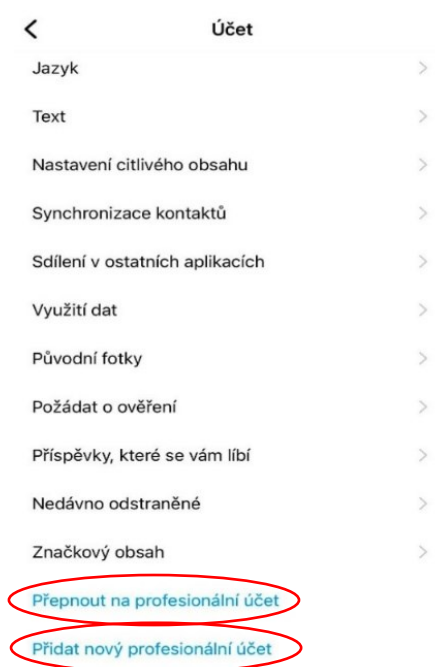 Účet
Jazyk
Text
Nastavení citlivého obsahu
Synchronizace kontaktů
Sdílení v ostatních aplikacích
Využití dat
Původní fotky
Požádat o ověření
Příspěvky, které se vám líbí
Nedávno odstraněné
Značkový obsah
Přepnout na profesionální účet
Přidat nový profesionální účet